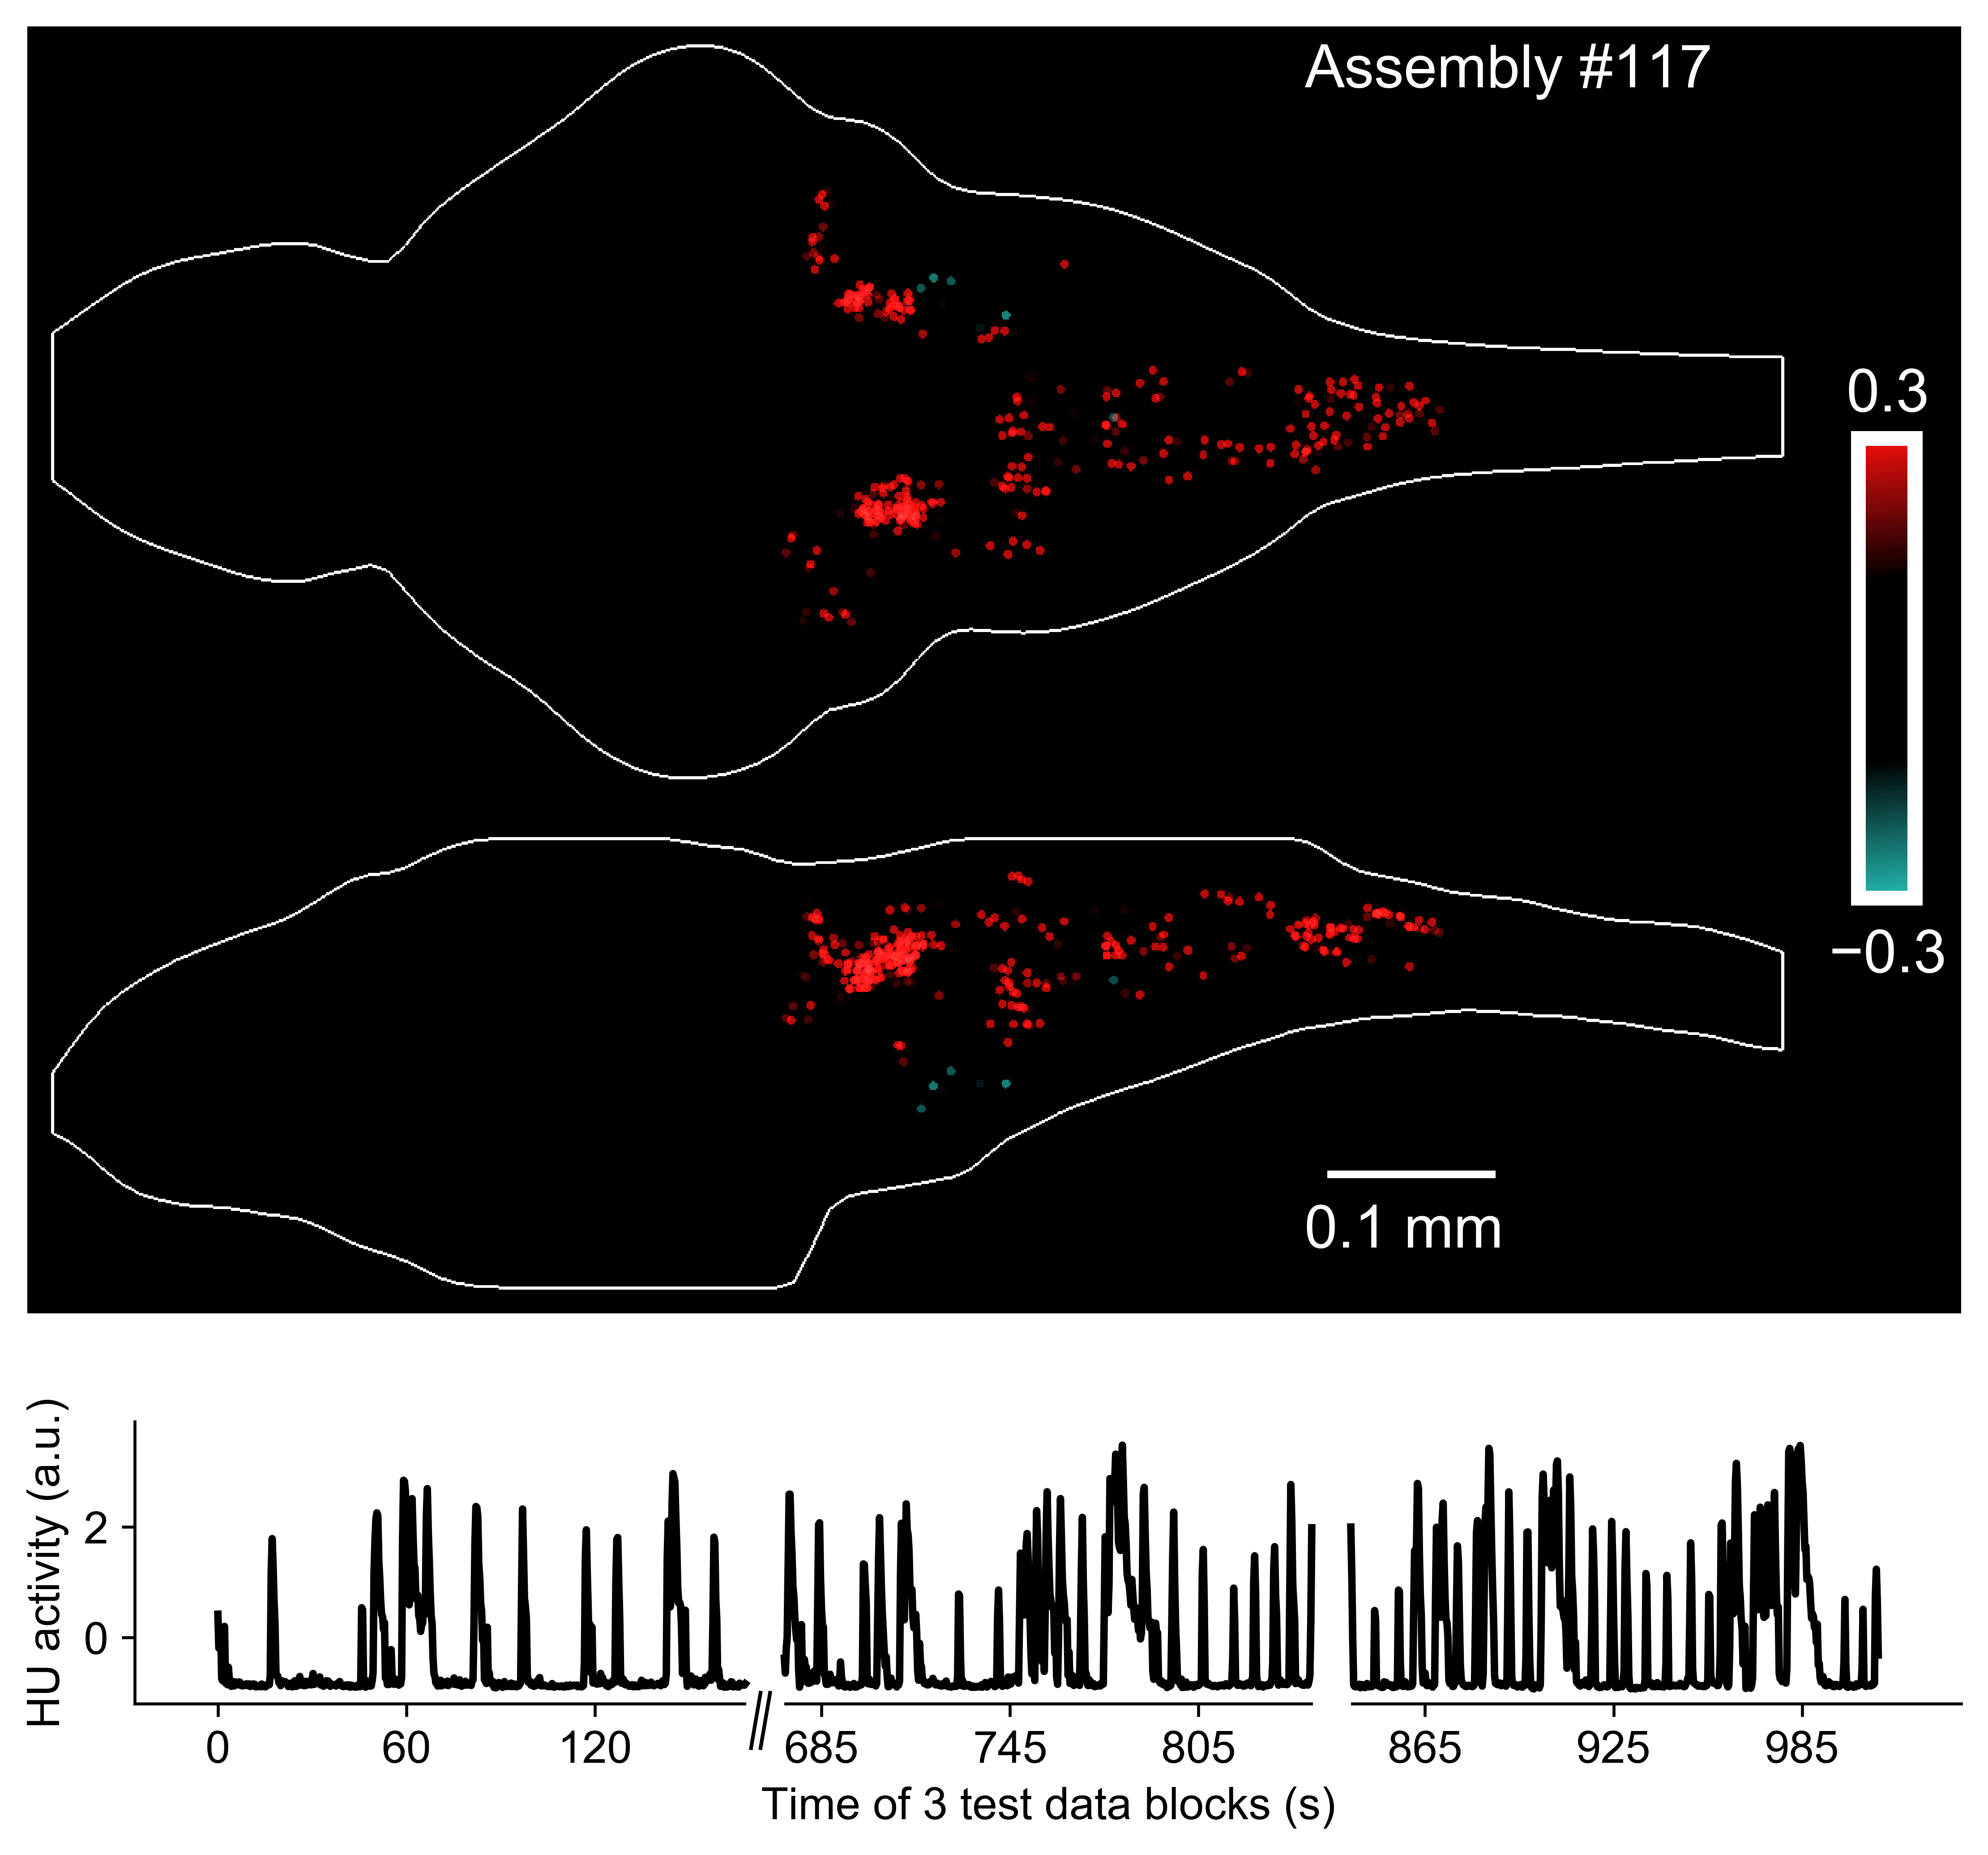 Assembly #117
0.3
−0.3
0.1 mm
HU activity (a.u.)
2
0
0 60 120 685 745 805 865 925 985
Time of 3 test data blocks (s)